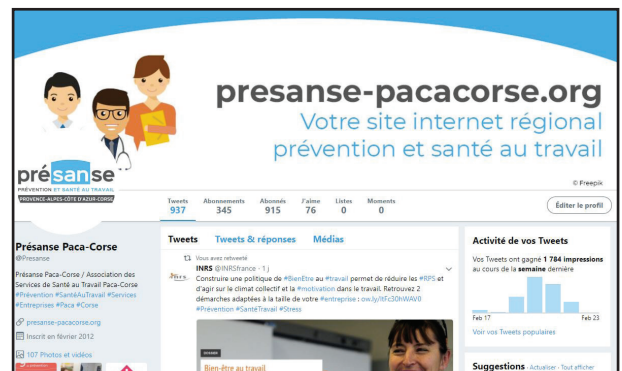 presanse-pacacorse.org
Votre site internet régional
prévention et santé au travail
© Freepik
présanse
PRÉVENTION ET SANTÉ AU TRAVAIL
PROVENCE-ALPES-CÔTE D'AZUR-CORSE
Tweets Abonnements Abonnés J'aime Listes Moments
937 345 915 76 0 0
Éditer le profil
Présanse Paca-Corse
@Presanse
Présanse Paca-Corse / Association des
Services de Santé au Travail Paca-Corse
#Prévention #SantéAuTravail #Services
#Entreprises #Paca #Corse
presanse-pacacorse.org
Inscrit en février 2012
107 Photos et vidéos
Tweets Tweets & réponses Médias
Vous avez retweeté
INRS @INRSfrance · 1 j
Construire une politique de #BienEtre au #travail permet de réduire les #RPS et
d'agir sur le climat collectif et la #motivation dans le travail. Retrouvez 2
démarches adaptées à la taille de votre #entreprise : ow.ly/ltFc30hWAV0
#Prévention #SantéTravail #Stress
DOSSIER
Bien-être au travail
Activité de vos Tweets
Vos Tweets ont gagné 1 784 impressions
au cours de la semaine dernière
Feb 17 Feb 23
Voir vos Tweets populaires
Suggestions · Actualiser · Tout afficher